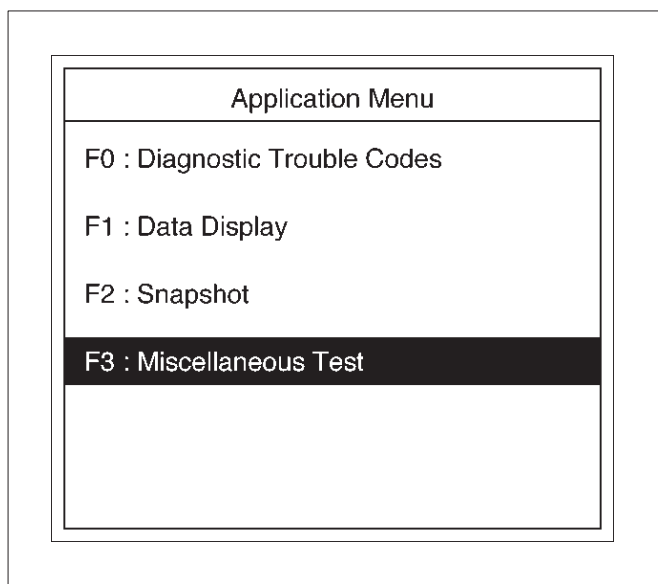 Application Menu
F0 : Diagnostic Trouble Codes
F1 : Data Display
F2 : Snapshot
F3 : Miscellaneous Test